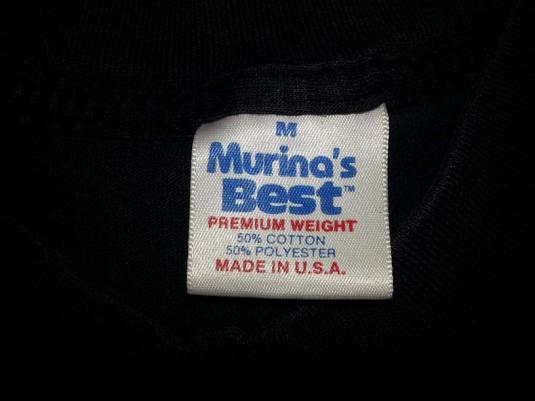 M
Murina's
Best™
PREMIUM WEIGHT
50% COTTON
50% POLYESTER
MADE IN U.S.A.